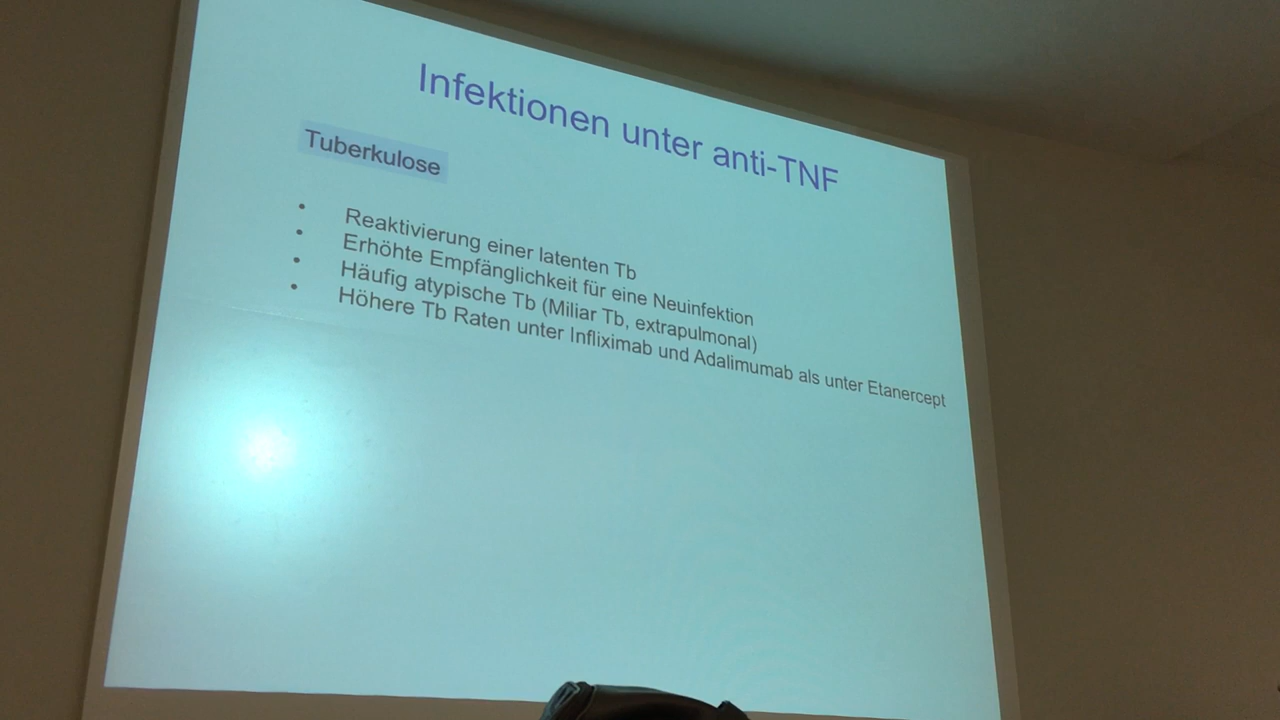 Infektionen unter anti-TNF
Tuberkulose
• Reaktivierung einer latenten Tb
• Erhöhte Empfänglichkeit für eine Neuinfektion
• Häufig atypische Tb (Miliar Tb, extrapulmonal)
• Höhere Tb Raten unter Infliximab und Adalimumab als unter Etanercept